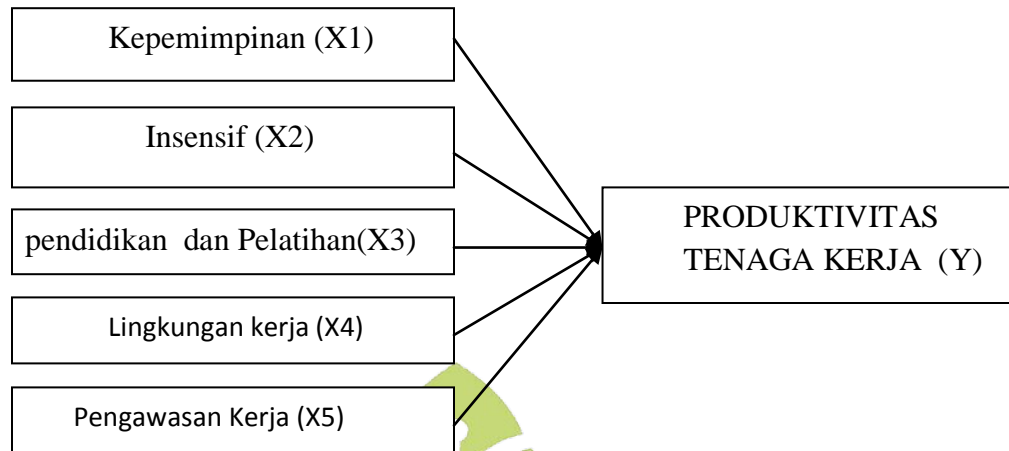 Kepemimpinan (X1)
Insensif (X2)
pendidikan dan Pelatihan(X3)
Lingkungan kerja (X4)
Pengawasan Kerja (X5)
PRODUKTIVITAS
TENAGA KERJA (Y)